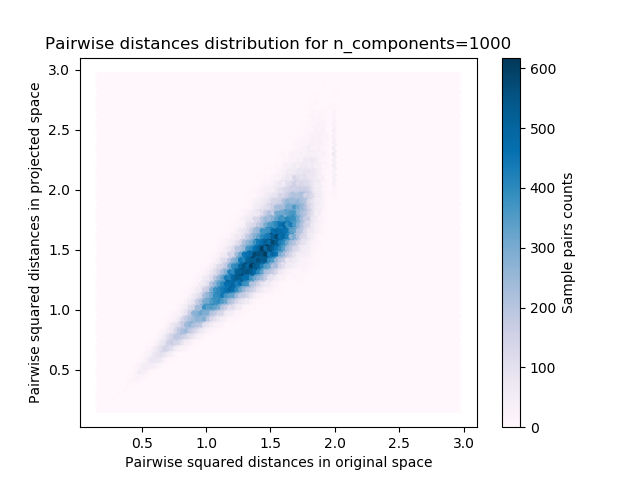 Pairwise distances distribution for n_components=1000
Pairwise squared distances in projected space
3.0
2.5
2.0
1.5
1.0
0.5
0.5 1.0 1.5 2.0 2.5 3.0
Pairwise squared distances in original space
600
500
400
300
200
100
0
Sample pairs counts